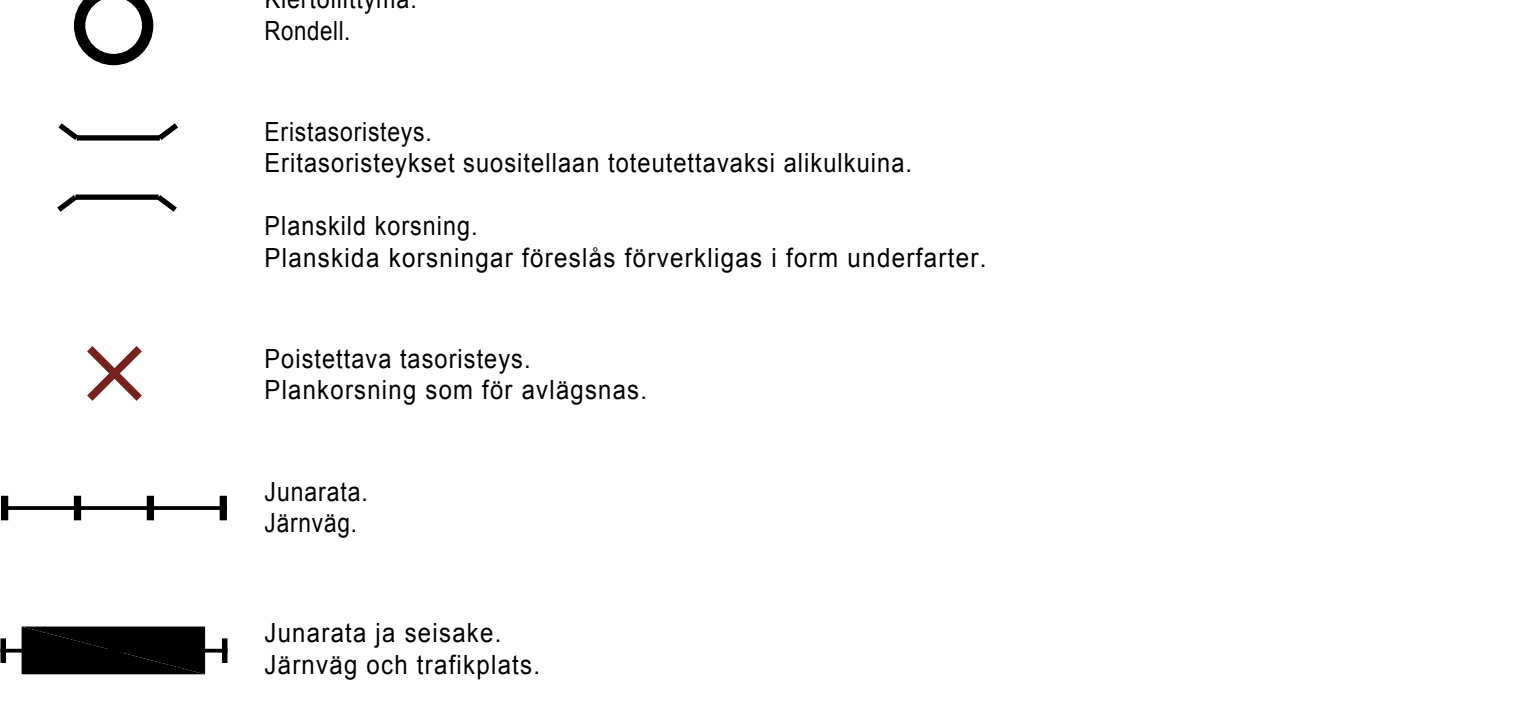 Kiertoliittymä.
Rondell.
Eristasoristeys.
Eritasoristeykset suositellaan toteutettavaksi alikulkuina.
Planskild korsning.
Planskida korsningar föreslås förverkligas i form underfarter.
Poistettava tasoristeys.
Plankorsning som för avlägsnas.
Junarata.
Järnväg.
Junarata ja seisake.
Järnväg och trafikplats.